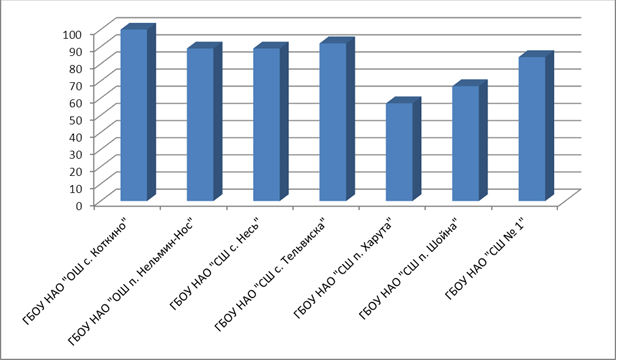 100
90
80
70
60
50
40
30
20
10
0
ГБОУ НАО "ОШ с. Коткино"
ГБОУ НАО "ОШ п. Нельмин-Нос"
ГБОУ НАО "СШ с. Несь"
ГБОУ НАО "СШ с. Тельвиска"
ГБОУ НАО "СШ п. Харута"
ГБОУ НАО "СШ п. Шойна"
ГБОУ НАО "СШ № 1"